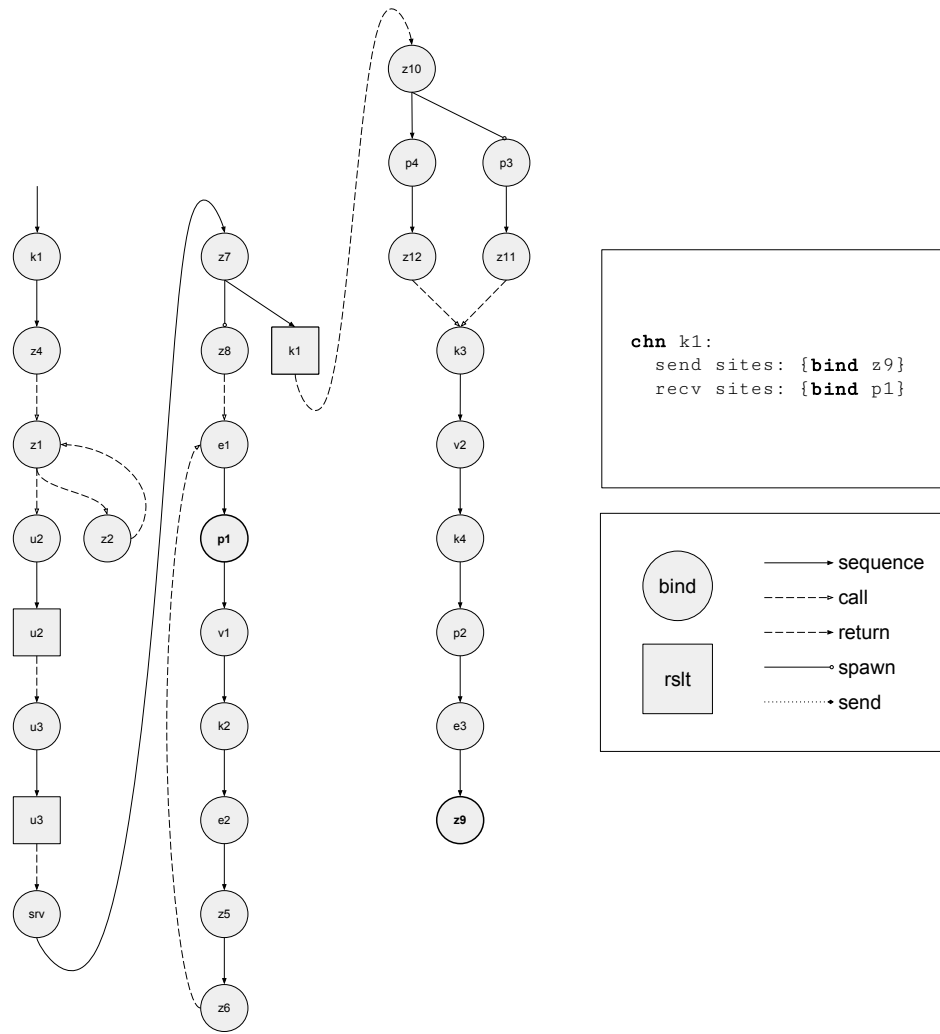 z10
p4
p3
k1
z7
z12
z11
z4
z8
k1
k3
z1
e1
v2
u2
z2
p1
k4
u2
v1
p2
u3
k2
e3
u3
e2
z9
srv
z5
z6
chn k1:
send sites: {bind z9}
recv sites: {bind p1}
bind
rslt
sequence
call
return
spawn
send